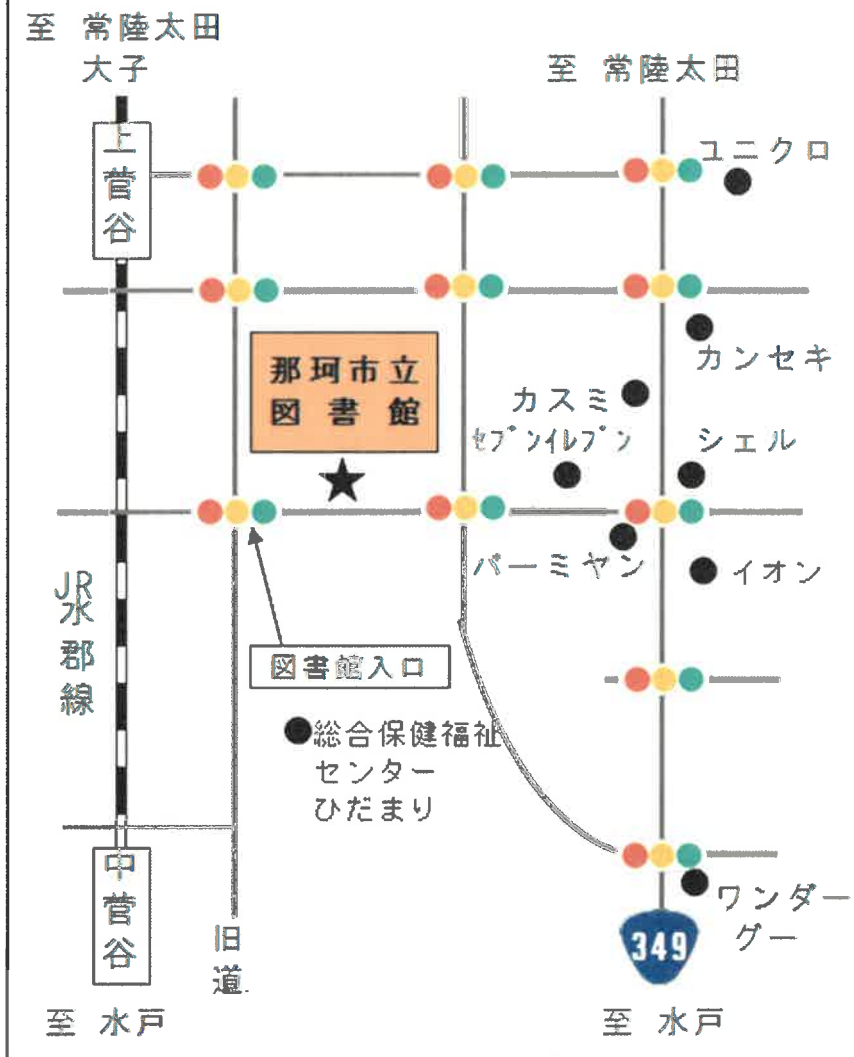 至 常陸太田
大子
至 常陸太田
上菅谷
ユニクロ
カンセキ
那珂市立
図書館
カスミ
セブンイレブン
シェル
バーミヤン
イオン
JR水郡線
図書館入口
総合保健福祉
センター
ひだまり
中菅谷
旧道
ワンダー
グー
349
至 水戸
至 水戸